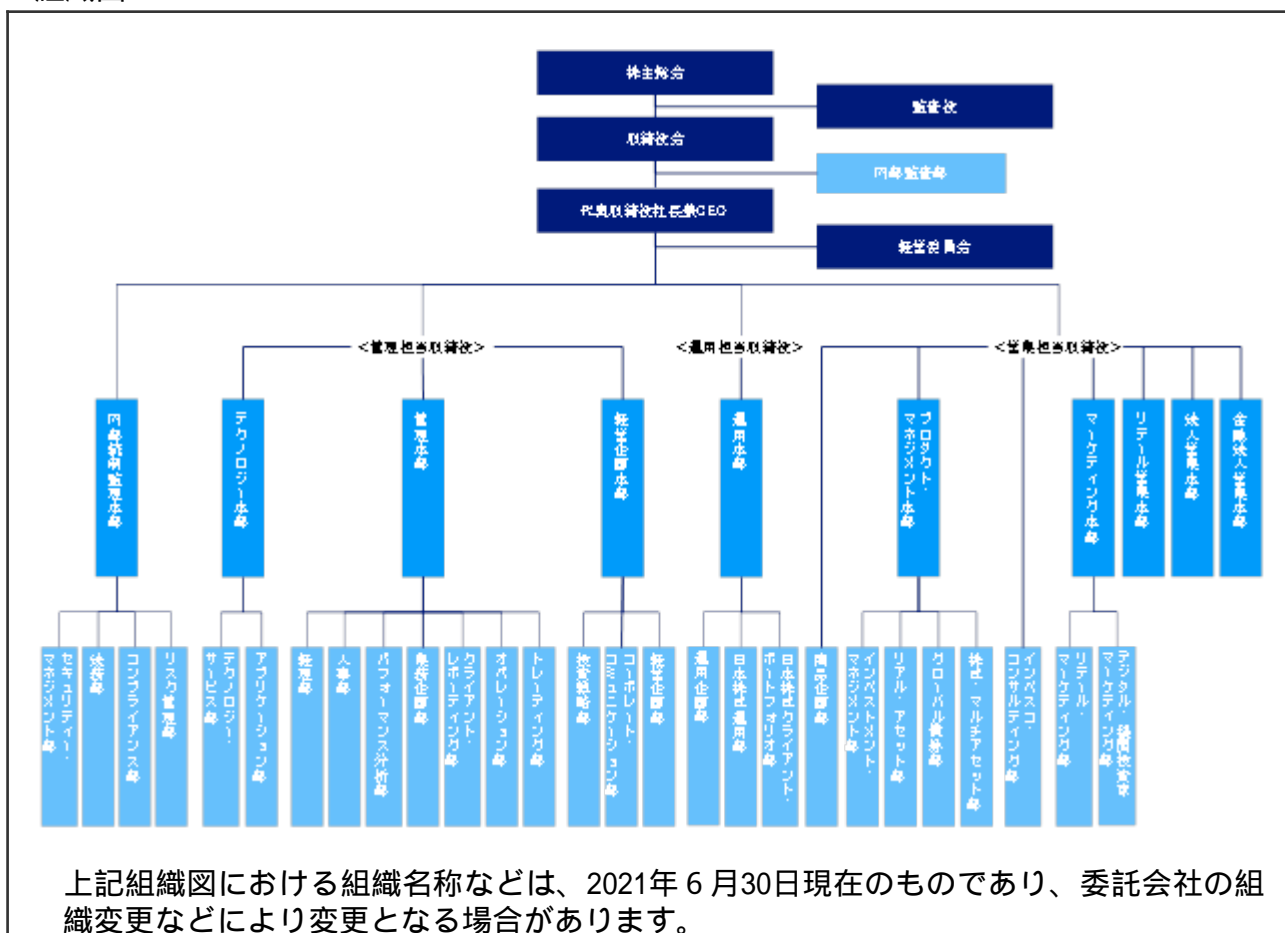 株主総会
監査役
取締役会
内部監査部
代表取締役社長兼CEO
経営委員会
<管理担当取締役>
<運用担当取締役>
<営業担当取締役>
内部統制監理本部
テクノロジー本部
管理本部
経営企画本部
運用本部
プロダクト・
マネジメント本部
マーケティング本部
リテール営業本部
法人営業本部
金融法人営業本部
セキュリティー・
マネジメント部
法務部
コンプライアンス部
リスク管理部
テクノロジー・
サービス部
アプリケーション部
経理部
人事部
パフォーマンス分析部
業務企画部
クライアント・
レポーティング部
オペレーション部
トレーディング部
投資戦略部
コーポレート・
コミュニケーション部
経営企画部
運用企画部
日本株式運用部
日本株式クライアント・
ポートフォリオ部
商品企画部
インベストメント・
マネジメント部
リアル・アセット部
グローバル債券部
株式・マルチアセット部
インベスコ・
コンサルティング部
リテール・
マーケティング部
デジタル・機関投資家
マーケティング部
上記組織図における組織名称などは、2021年6月30日現在のものであり、委託会社の組
織変更などにより変更となる場合があります。